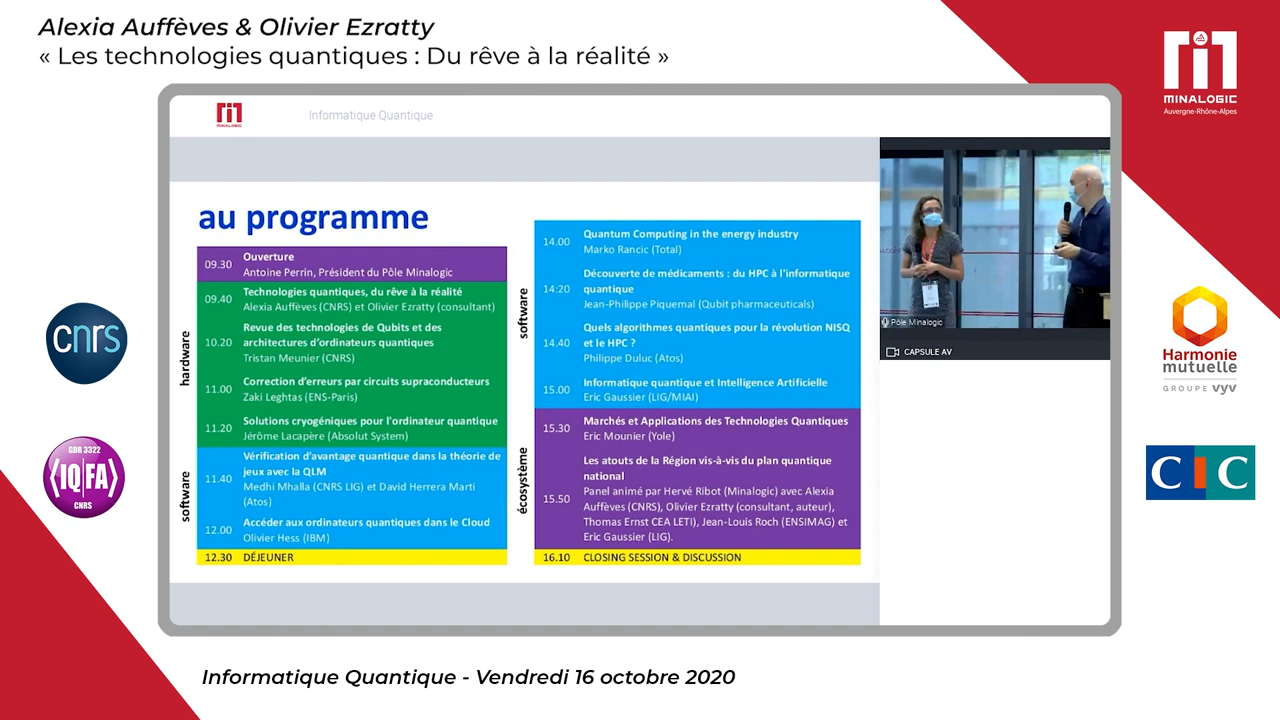 Alexia Auffèves & Olivier Ezratty
« Les technologies quantiques : Du rêve à la réalité »
MINALOGIC
Auvergne-Rhône-Alpes
MINALOGIC
Informatique Quantique
au programme
hardware
09.30
Ouverture
Antoine Perrin, Président du Pôle Minalogic
09.40
Technologies quantiques, du rêve à la réalité
Alexia Auffèves (CNRS) et Olivier Ezratty (consultant)
10.20
Revue des technologies de Qubits et des
architectures d'ordinateurs quantiques
Tristan Meunier (CNRS)
11.00
Correction d'erreurs par circuits supraconducteurs
Zaki Leghtas (ENS-Paris)
11.20
Solutions cryogéniques pour l'ordinateur quantique
Jérôme Lacapère (Absolut System)
software
11.40
Vérification d'avantage quantique dans la théorie de
jeux avec la QLM
Medhi Mhalla (CNRS LIG) et David Herrera Marti
(Atos)
12.00
Accéder aux ordinateurs quantiques dans le Cloud
Olivier Hess (IBM)
12.30 DÉJEUNER
software
14.00
Quantum Computing in the energy industry
Marko Rancic (Total)
14:20
Découverte de médicaments : du HPC à l'informatique
quantique
Jean-Philippe Piquemal (Qubit pharmaceuticals)
14.40
Quels algorithmes quantiques pour la révolution NISQ
et le HPC ?
Philippe Duluc (Atos)
15.00
Informatique quantique et Intelligence Artificielle
Eric Gaussier (LIG/MIAI)
écosystème
15.30
Marchés et Applications des Technologies Quantiques
Eric Mounier (Yole)
15.50
Les atouts de la Région vis-à-vis du plan quantique
national
Panel animé par Hervé Ribot (Minalogic) avec Alexia
Auffèves (CNRS), Olivier Ezratty (consultant, auteur),
Thomas Ernst CEA LETI), Jean-Louis Roch (ENSIMAG) et
Eric Gaussier (LIG).
16.10 CLOSING SESSION & DISCUSSION
Pôle Minalogic
CAPSULE AV
cnrs
GDR 3322
IQ|FA
CNRS
Harmonie
mutuelle
GROUPE vyv
CIC
Informatique Quantique - Vendredi 16 octobre 2020